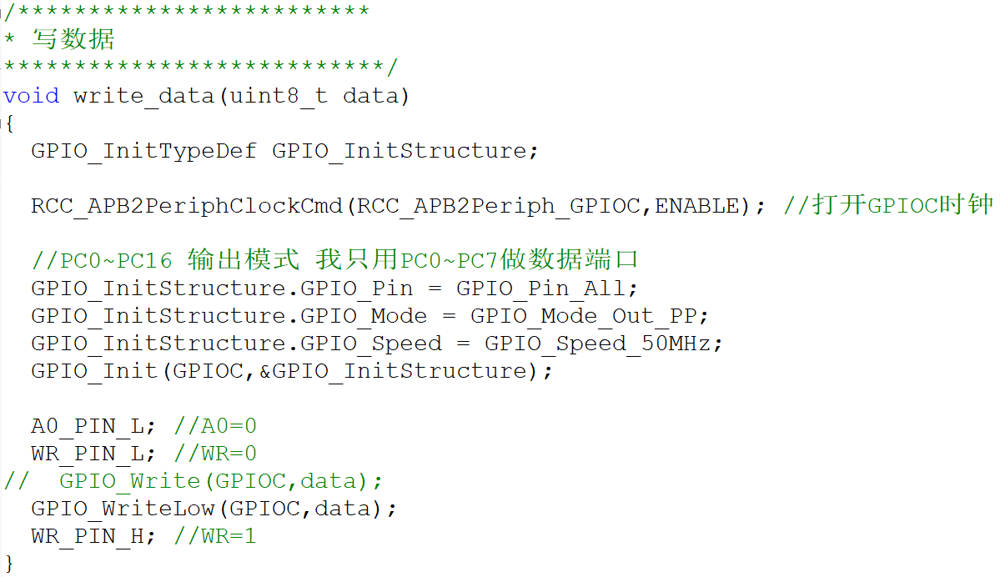 /*************************
* 写数据
***************************/
void write_data(uint8_t data)
{
  GPIO_InitTypeDef GPIO_InitStructure;

  RCC_APB2PeriphClockCmd(RCC_APB2Periph_GPIOC,ENABLE); //打开GPIOC时钟

  //PC0~PC16 输出模式 我只用PC0~PC7做数据端口
  GPIO_InitStructure.GPIO_Pin = GPIO_Pin_All;
  GPIO_InitStructure.GPIO_Mode = GPIO_Mode_Out_PP;
  GPIO_InitStructure.GPIO_Speed = GPIO_Speed_50MHz;
  GPIO_Init(GPIOC,&GPIO_InitStructure);

  A0_PIN_L; //A0=0
  WR_PIN_L; //WR=0
//  GPIO_Write(GPIOC,data);
  GPIO_WriteLow(GPIOC,data);
  WR_PIN_H; //WR=1
}